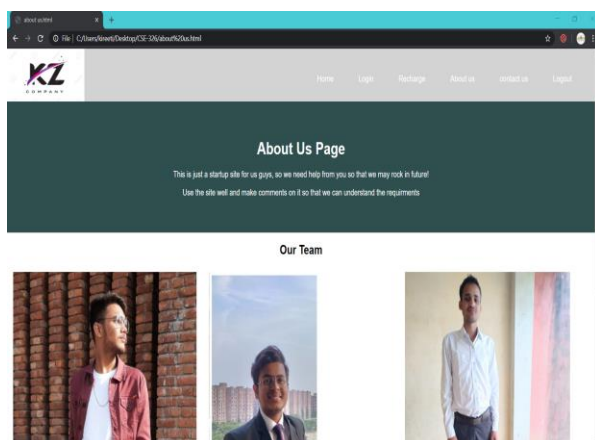 about us.html
File | C:/Users/kireeti/Desktop/CSE-326/about%20us.html
KZ
COMPANY
Home Login Recharge About us contact us Logout
About Us Page
This is just a startup site for us guys, so we need help from you so that we may rock in future!
Use the site well and make comments on it so that we can understand the requirments
Our Team